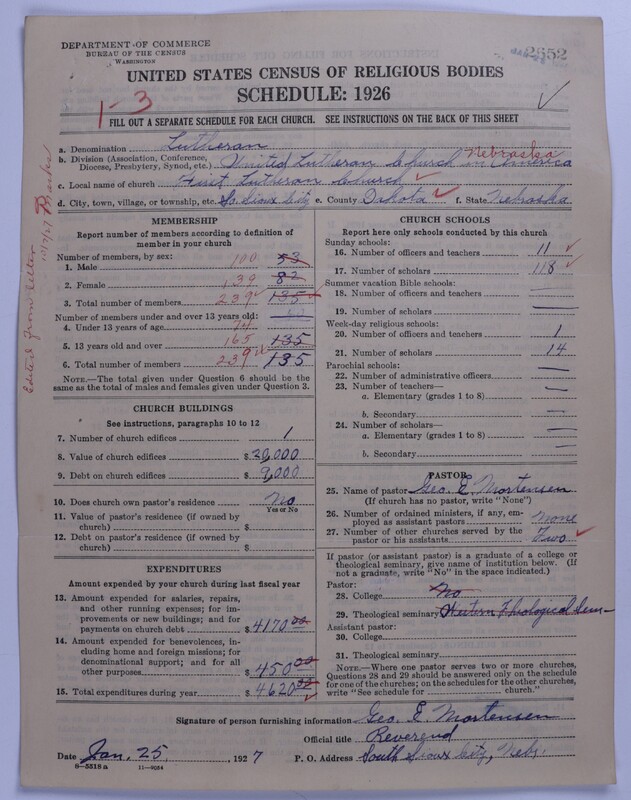 DEPARTMENT OF COMMERCE
BUREAU OF THE CENSUS
WASHINGTON
2652
UNITED STATES CENSUS OF RELIGIOUS BODIES
SCHEDULE: 1926
1-3
FILL OUT A SEPARATE SCHEDULE FOR EACH CHURCH. SEE INSTRUCTIONS ON THE BACK OF THIS SHEET
a. Denomination Lutheran
b. Division (Association, Conference, Diocese, Presbytery, Synod, etc.) United Lutheran Church in America Nebraska
c. Local name of church First Lutheran Church
d. City, town, village, or township, etc. So Sioux City e. County Dakota f. State Nebraska
Edited from letter 10/7/27
MEMBERSHIP
Report number of members according to definition of member in your church
Number of members, by sex:
1. Male 100 53
2. Female 139 82
3. Total number of members 239 135
Number of members under and over 13 years old:
4. Under 13 years of age 74
5. 13 years old and over 165 135
6. Total number of members 239 135
NOTE.—The total given under Question 6 should be the same as the total of males and females given under Question 3.
CHURCH BUILDINGS
See instructions, paragraphs 10 to 12
7. Number of church edifices 1
8. Value of church edifices $ 20,000
9. Debt on church edifices $ 9,000
10. Does church own pastor's residence No
Yes or No
11. Value of pastor's residence (if owned by church) $
12. Debt on pastor's residence (if owned by church) $
EXPENDITURES
Amount expended by your church during last fiscal year
13. Amount expended for salaries, repairs, and other running expenses; for improvements or new buildings; and for payments on church debt $ 4170.00
14. Amount expended for benevolences, including home and foreign missions; for denominational support; and for all other purposes $ 450.00
15. Total expenditures during year $ 4620.00
CHURCH SCHOOLS
Report here only schools conducted by this church
Sunday schools:
16. Number of officers and teachers 11
17. Number of scholars 118
Summer vacation Bible schools:
18. Number of officers and teachers —
19. Number of scholars —
Week-day religious schools:
20. Number of officers and teachers 1
21. Number of scholars 14
Parochial schools:
22. Number of administrative officers —
23. Number of teachers—
a. Elementary (grades 1 to 8) —
b. Secondary —
24. Number of scholars—
a. Elementary (grades 1 to 8) —
b. Secondary —
PASTOR
25. Name of pastor Geo. E. Mortensen
(If church has no pastor, write "None")
26. Number of ordained ministers, if any, employed as assistant pastors None
27. Number of other churches served by the pastor or his assistants Two
If pastor (or assistant pastor) is a graduate of a college or theological seminary, give name of institution below. (If not a graduate, write "No" in the space indicated.)
Pastor:
28. College No
29. Theological seminary Western Theological Sem-
Assistant pastor:
30. College
31. Theological seminary
NOTE.—Where one pastor serves two or more churches, Questions 28 and 29 should be answered only on the schedule for one of the churches; on the schedules for the other churches, write "See schedule for church."
Signature of person furnishing information Geo. E. Mortensen
Official title Reverend
Date Jan. 25, 1927 P. O. Address South Sioux City, Nebr.
8-5518 a 11-9024